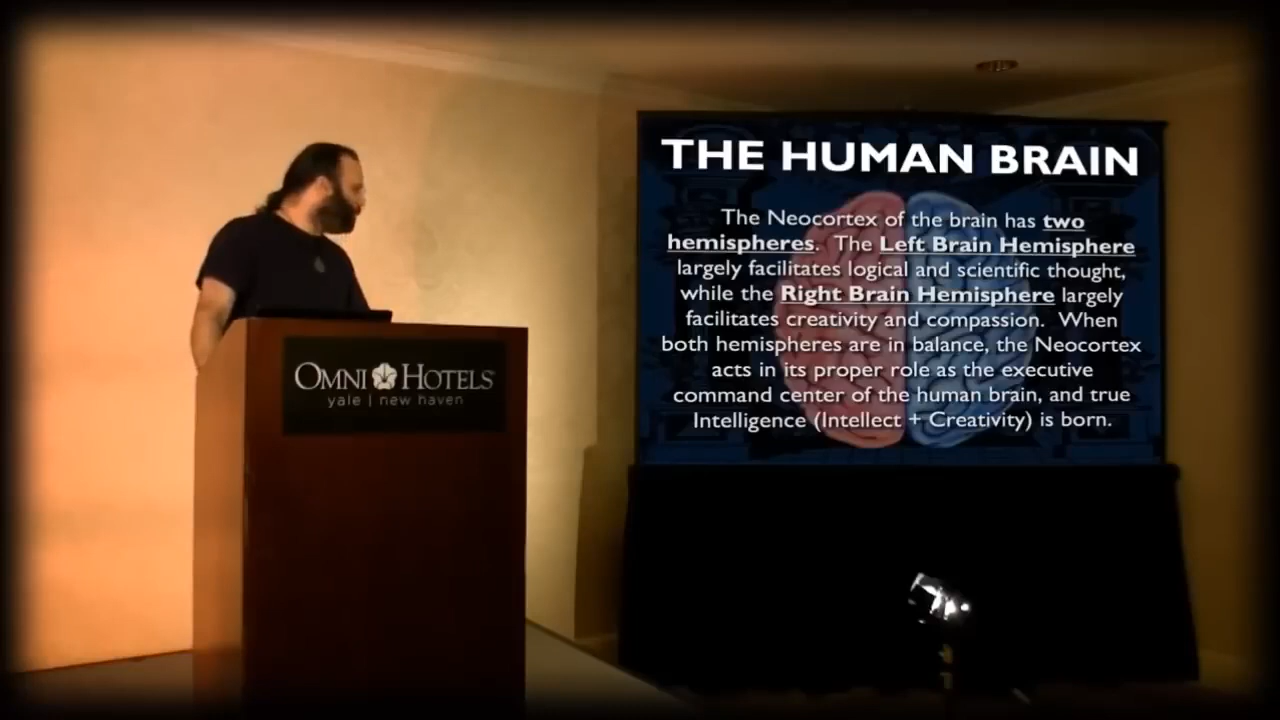 THE HUMAN BRAIN
The Neocortex of the brain has two
hemispheres. The Left Brain Hemisphere
largely facilitates logical and scientific thought,
while the Right Brain Hemisphere largely
facilitates creativity and compassion. When
both hemispheres are in balance, the Neocortex
acts in its proper role as the executive
command center of the human brain, and true
Intelligence (Intellect + Creativity) is born.
OMNI HOTELS
yale | new haven